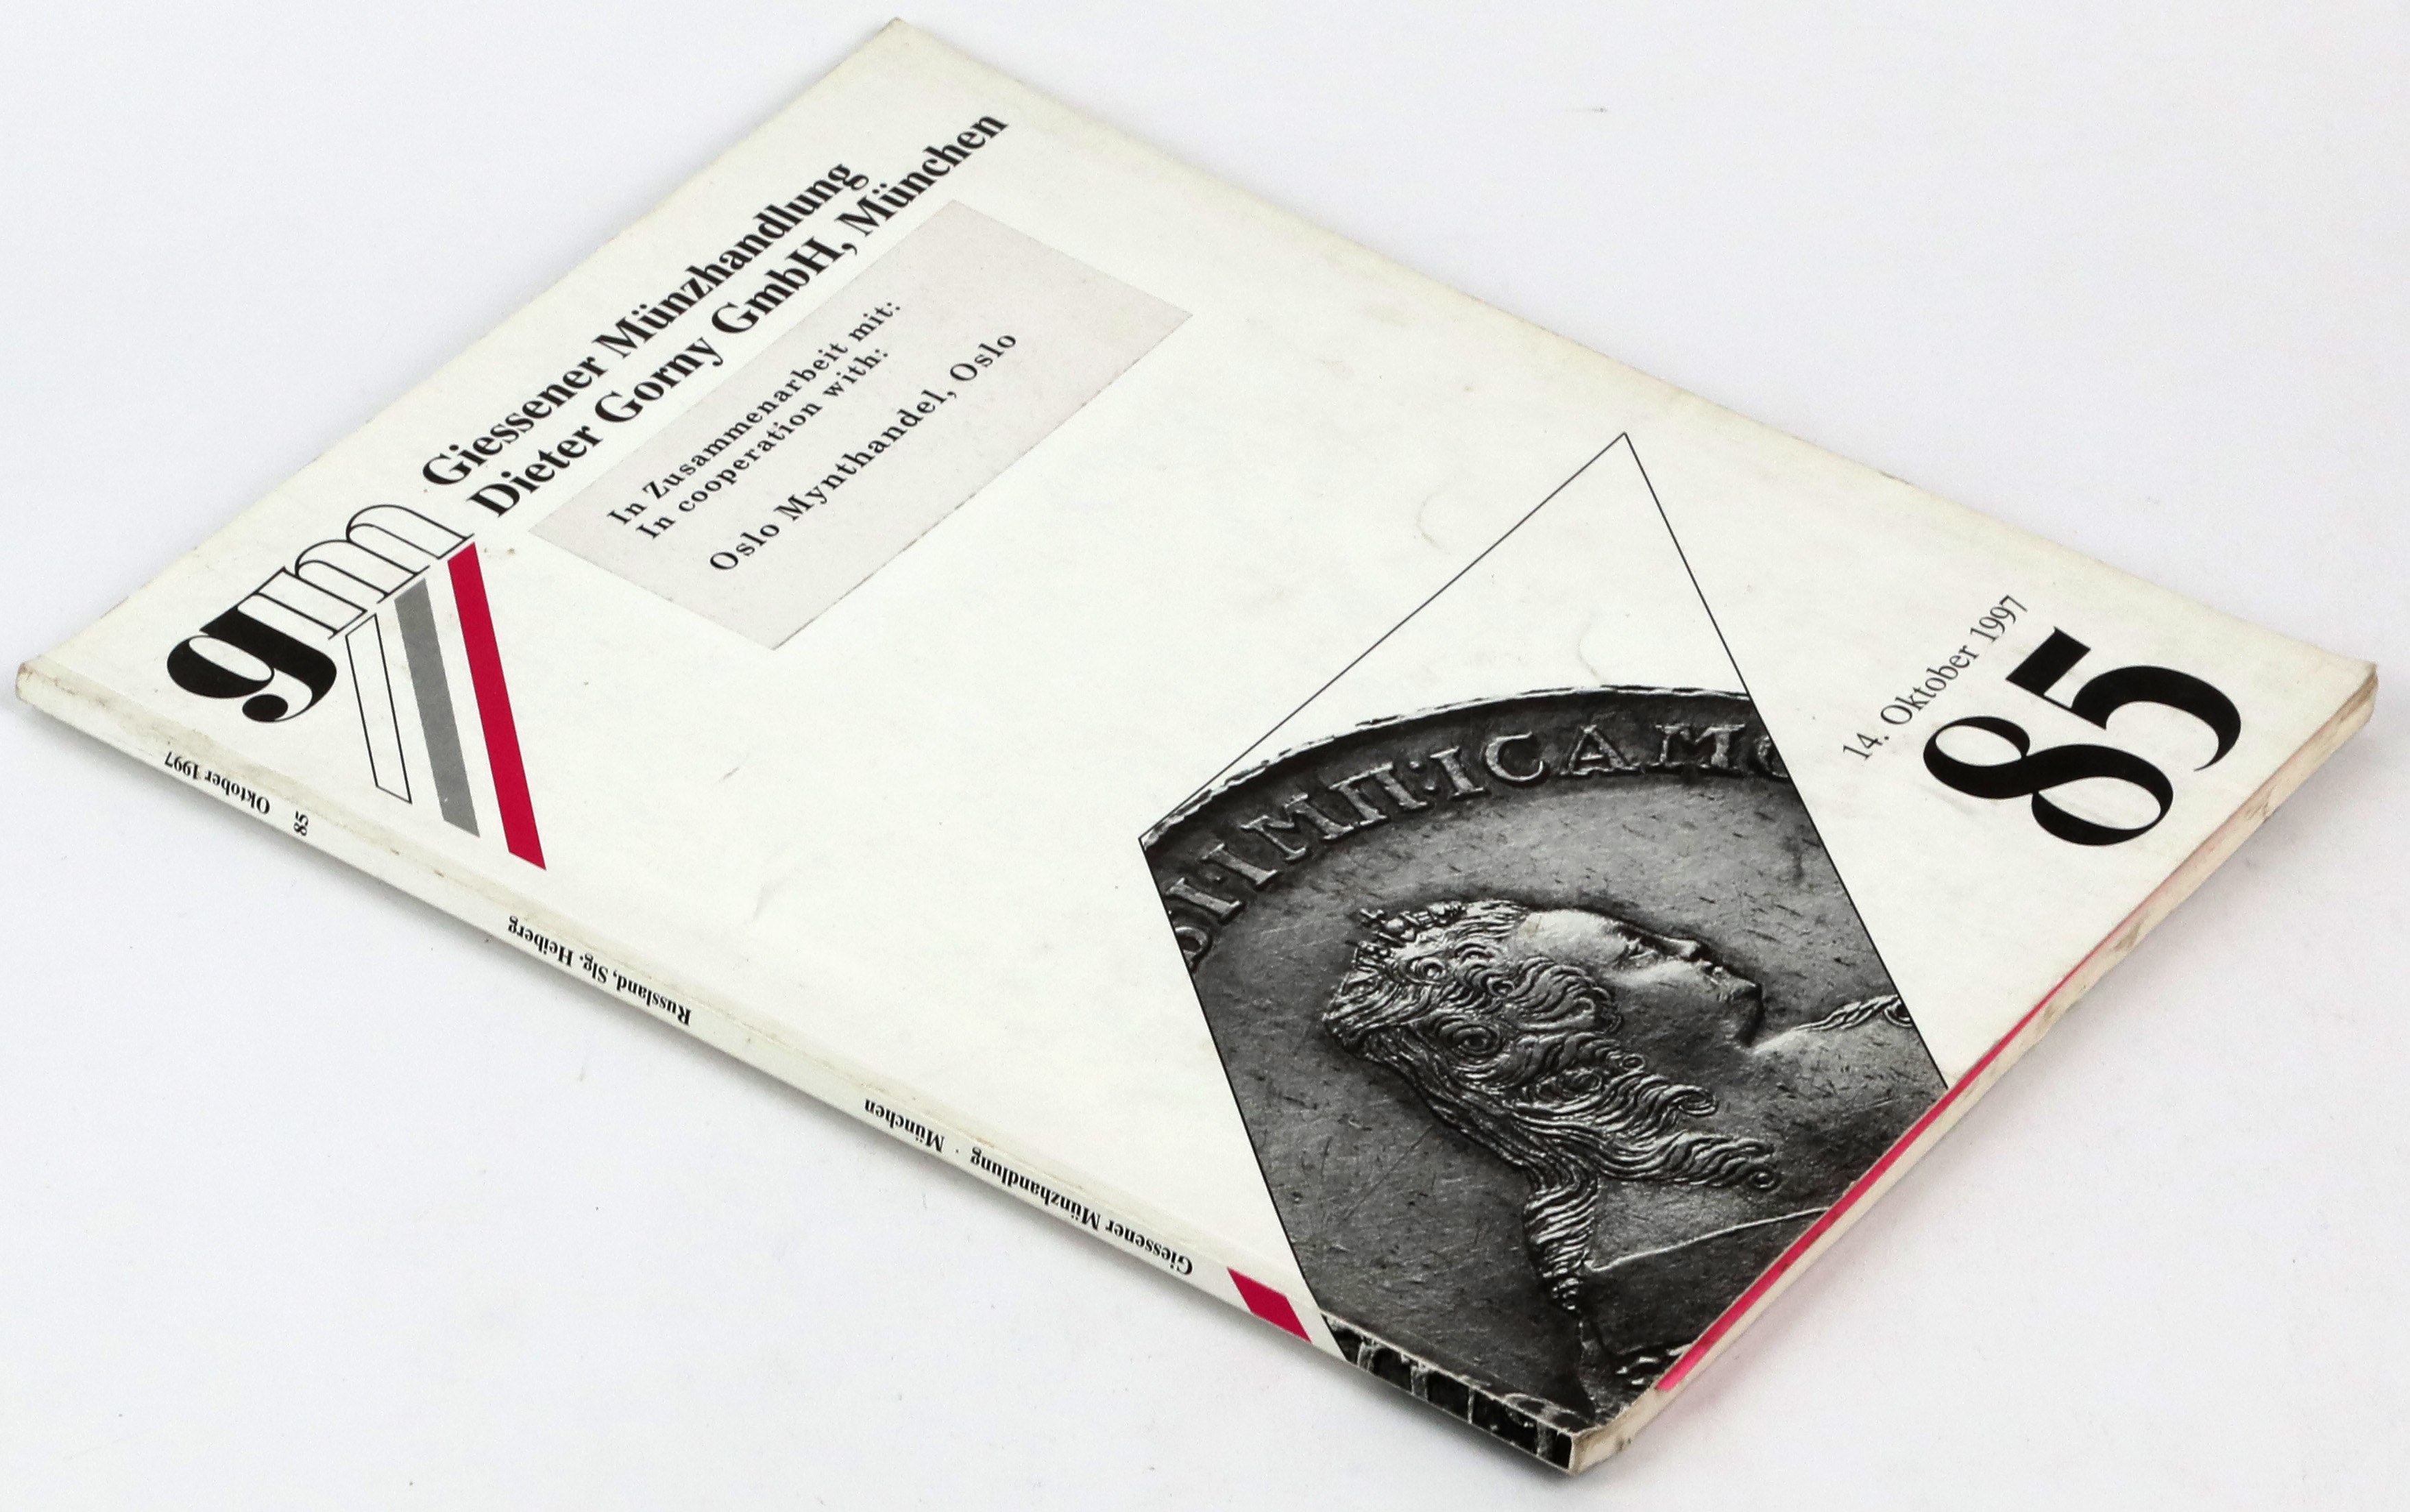 gm
Giessener Münzhandlung
Dieter Gorny GmbH, München
In Zusammenarbeit mit:
In cooperation with:
Oslo Mynthandel, Oslo
14. Oktober 1997
85
Giessener Münzhandlung · München
Russland, Slg. Heiberg
85
Oktober 1997